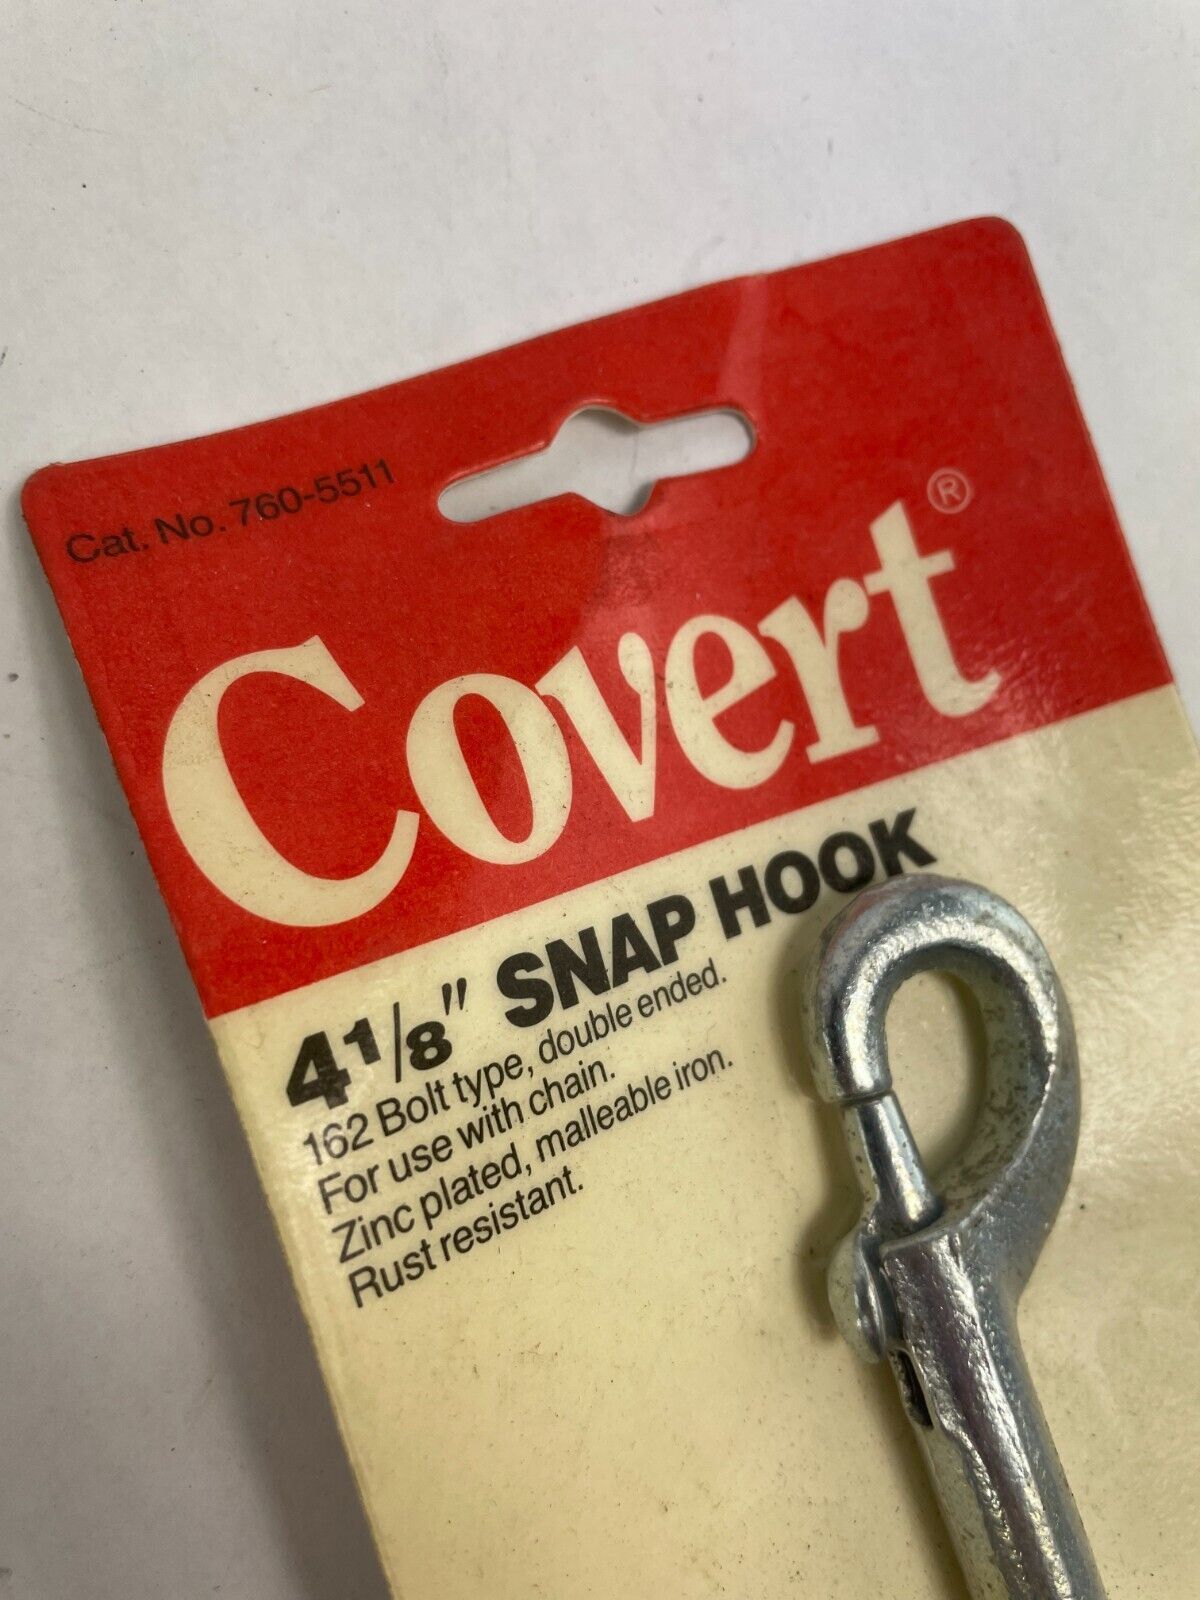 Cat. No. 760-5511
Covert®
4 1/8" SNAP HOOK
162 Bolt type, double ended.
For use with chain.
Zinc plated, malleable iron.
Rust resistant.